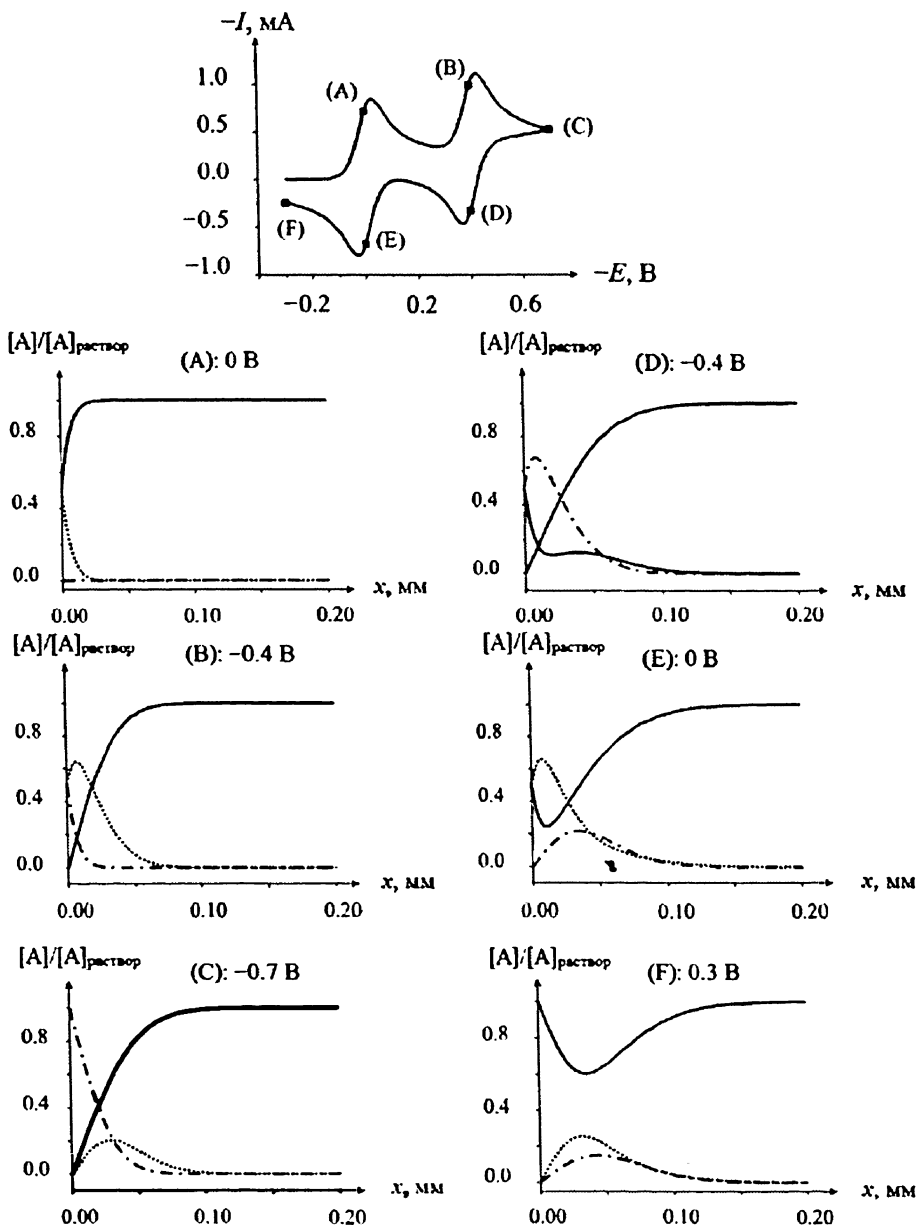 −I, мА
1.0
0.5
0.0
−0.5
−1.0
(A)
(B)
(C)
(D)
(E)
(F)
−E, В
−0.2
0.2
0.6
[A]/[A]раствор
(A): 0 В
0.8
0.4
0.0
x, мм
0.00
0.10
0.20
[A]/[A]раствор
(D): −0.4 В
0.8
0.4
0.0
x, мм
0.00
0.10
0.20
[A]/[A]раствор
(B): −0.4 В
0.8
0.4
0.0
x, мм
0.00
0.10
0.20
[A]/[A]раствор
(E): 0 В
0.8
0.4
0.0
x, мм
0.00
0.10
0.20
[A]/[A]раствор
(C): −0.7 В
0.8
0.4
0.0
x, мм
0.00
0.10
0.20
[A]/[A]раствор
(F): 0.3 В
0.8
0.4
0.0
x, мм
0.00
0.10
0.20